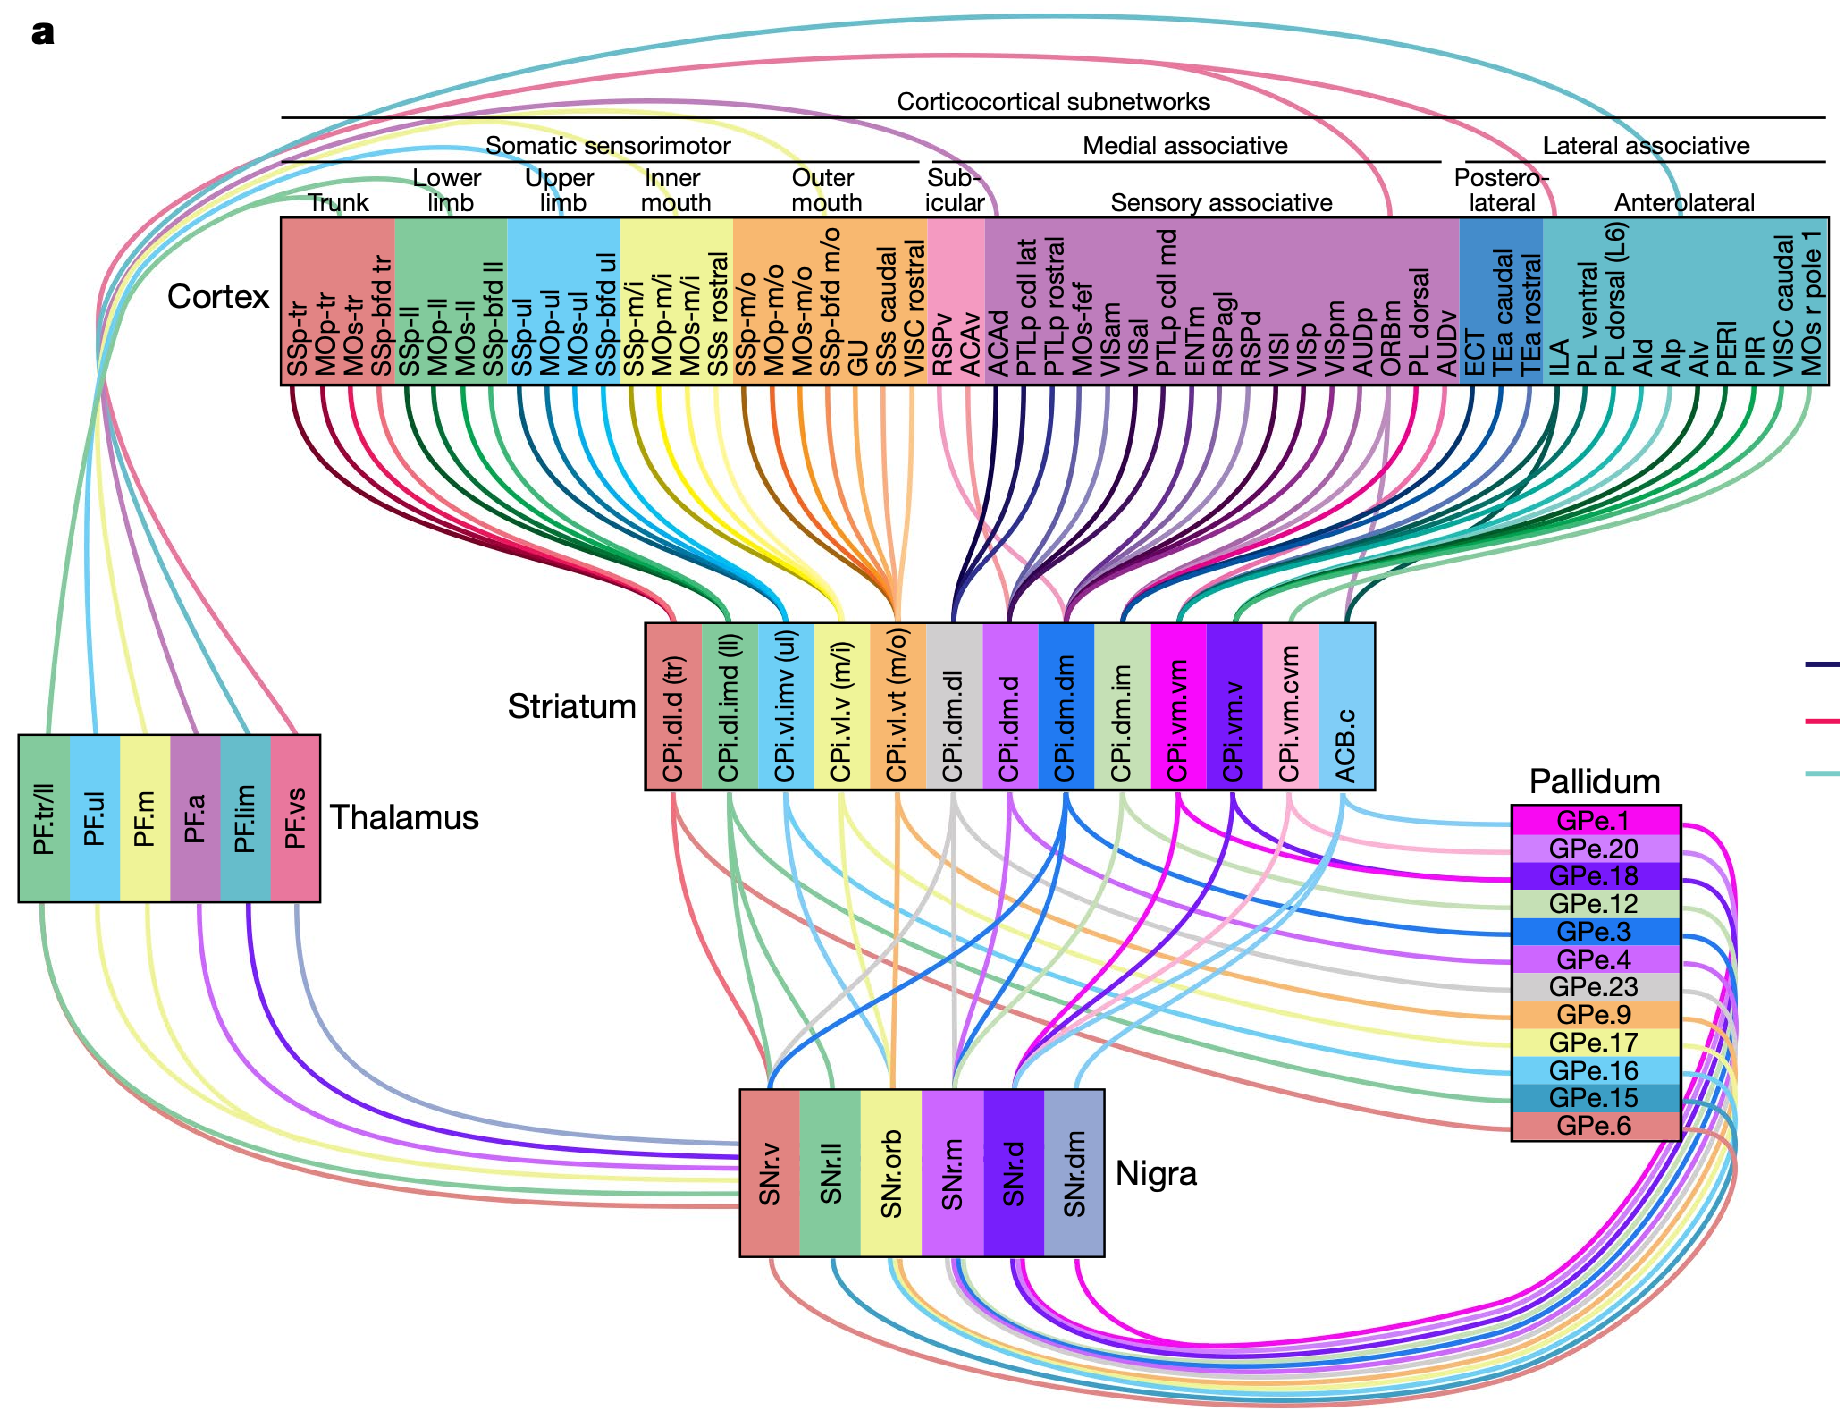 a
Corticocortical subnetworks
Somatic sensorimotor
Medial associative
Lateral associative
Trunk
Lower
limb
Upper
limb
Inner
mouth
Outer
mouth
Sub-
icular
Sensory associative
Postero-
lateral
Anterolateral
Cortex
SSp-tr
MOp-tr
MOs-tr
SSp-bfd tr
SSp-ll
MOp-ll
MOs-ll
SSp-bfd ll
SSp-ul
MOp-ul
MOs-ul
SSp-bfd ul
SSp-m/i
MOp-m/i
MOs-m/i
SSs rostral
SSp-m/o
MOp-m/o
MOs-m/o
SSp-bfd m/o
GU
SSs caudal
VISC rostral
RSPv
ACAv
ACAd
PTLp cdl lat
PTLp rostral
MOs-fef
VISam
VISal
PTLp cdl md
ENTm
RSPagl
RSPd
VISl
VISp
VISpm
AUDp
ORBm
PL dorsal
AUDv
ECT
TEa caudal
TEa rostral
ILA
PL ventral
PL dorsal (L6)
AId
AIp
AIv
PERI
PIR
VISC caudal
MOs r pole 1
Striatum
CPi.dl.d (tr)
CPi.dl.imd (ll)
CPi.vl.imv (ul)
CPi.vl.v (m/i)
CPi.vl.vt (m/o)
CPi.dm.dl
CPi.dm.d
CPi.dm.dm
CPi.dm.im
CPi.vm.vm
CPi.vm.v
CPi.vm.cvm
ACB.c
PF.tr/ll
PF.ul
PF.m
PF.a
PF.lim
PF.vs
Thalamus
Pallidum
GPe.1
GPe.20
GPe.18
GPe.12
GPe.3
GPe.4
GPe.23
GPe.9
GPe.17
GPe.16
GPe.15
GPe.6
SNr.v
SNr.ll
SNr.orb
SNr.m
SNr.d
SNr.dm
Nigra